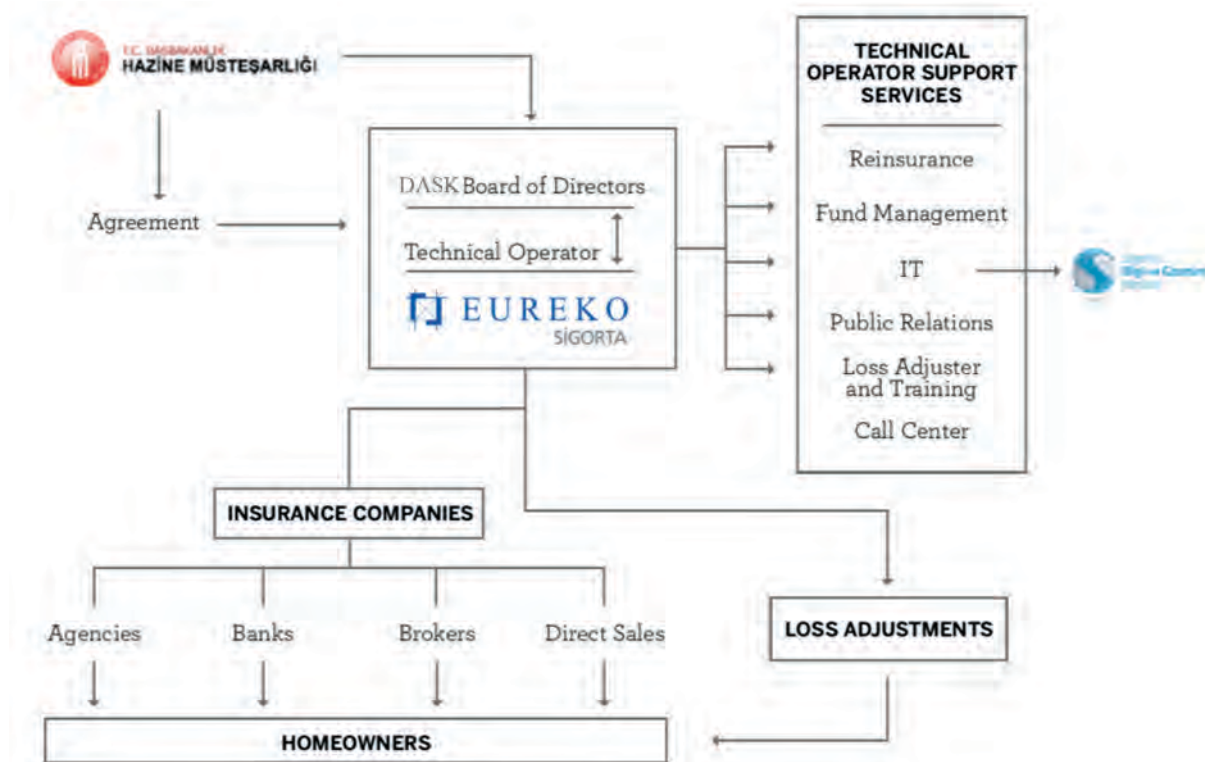 T.C. BAŞBAKANLIK
HAZİNE MÜSTEŞARLIĞI
Agreement
DASK Board of Directors
Technical Operator
EUREKO
SİGORTA
TECHNICAL
OPERATOR SUPPORT
SERVICES
Reinsurance
Fund Management
IT
Public Relations
Loss Adjuster
and Training
Call Center
INSURANCE COMPANIES
Agencies
Banks
Brokers
Direct Sales
LOSS ADJUSTMENTS
HOMEOWNERS